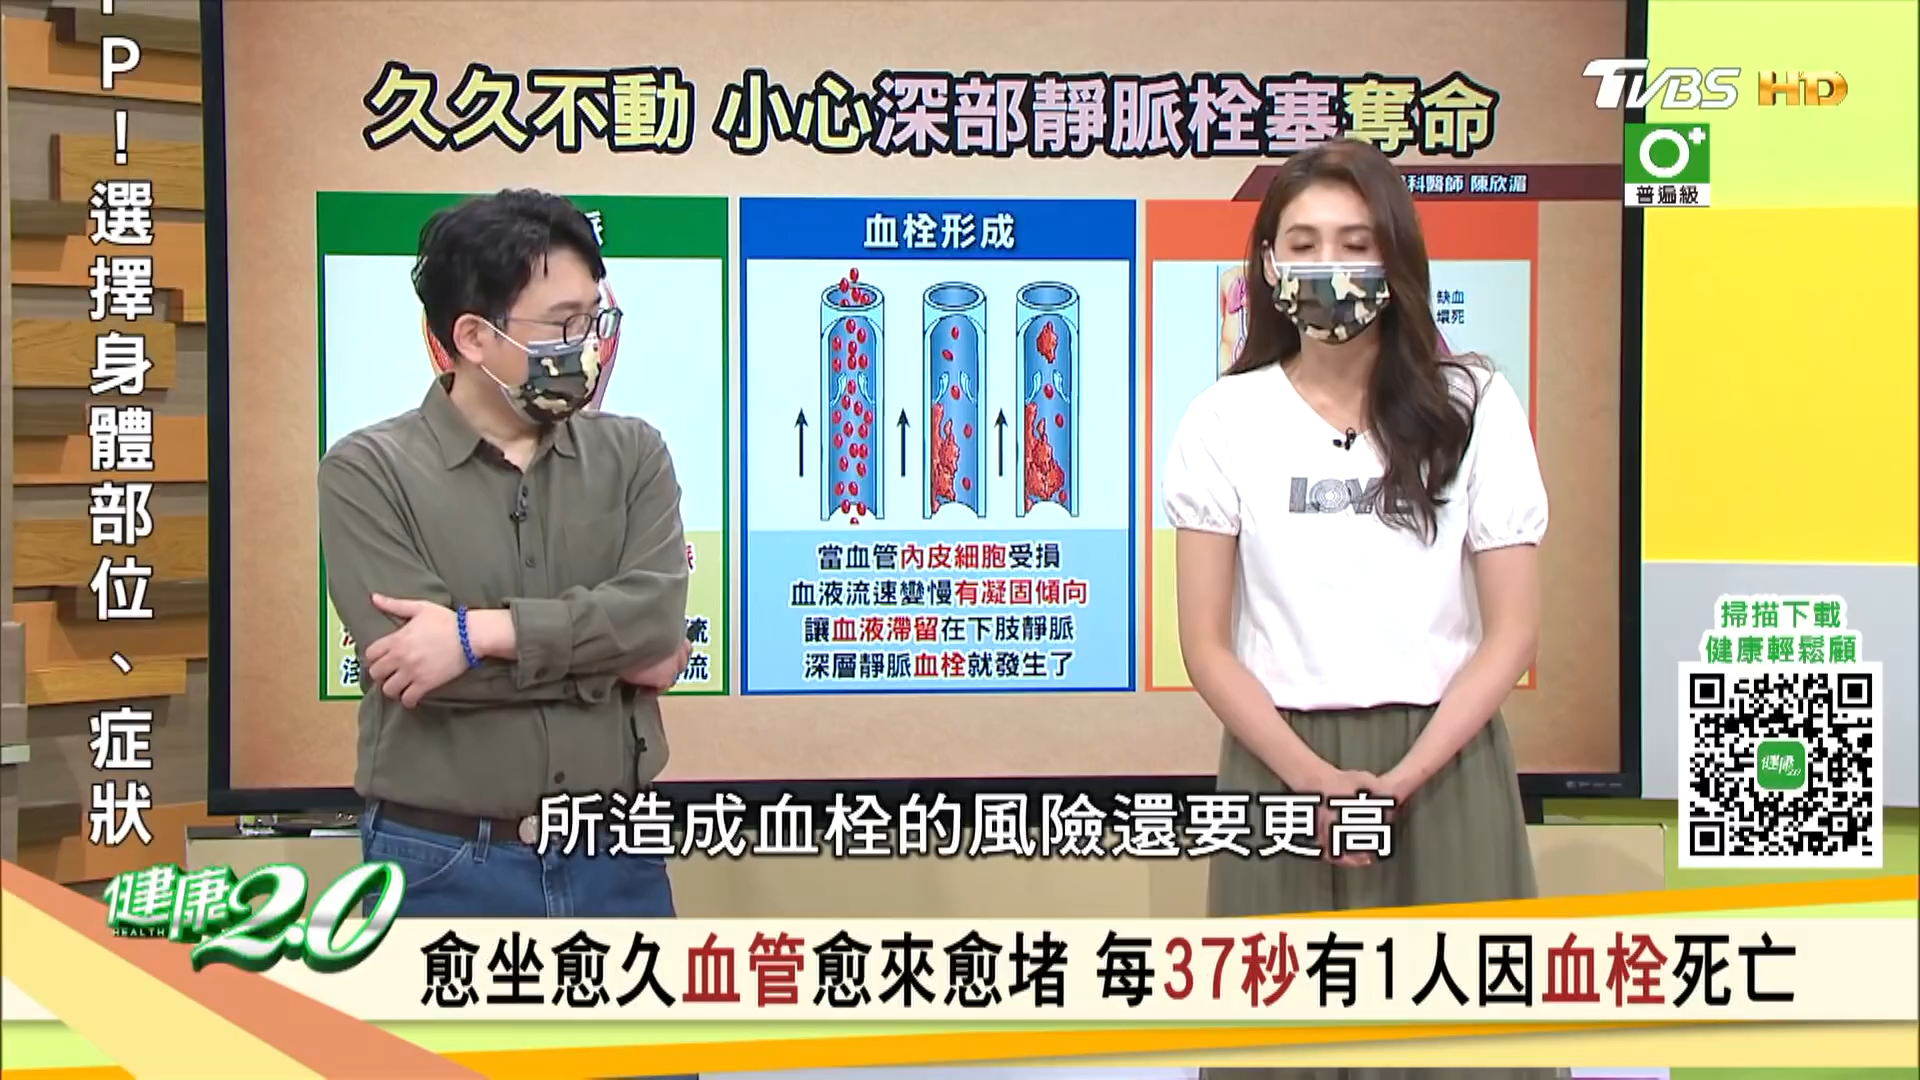 P！選擇身體部位、症狀
久久不動 小心深部靜脈栓塞奪命
科醫師 陳欣湄
TVBS HD
普遍級
血栓形成
缺血
壞死
當血管內皮細胞受損
血液流速變慢有凝固傾向
讓血液滯留在下肢靜脈
深層靜脈血栓就發生了
LOVE
掃描下載
健康輕鬆顧
健康2.0
所造成血栓的風險還要更高
健康2.0
HEALTH
愈坐愈久血管愈來愈堵 每37秒有1人因血栓死亡